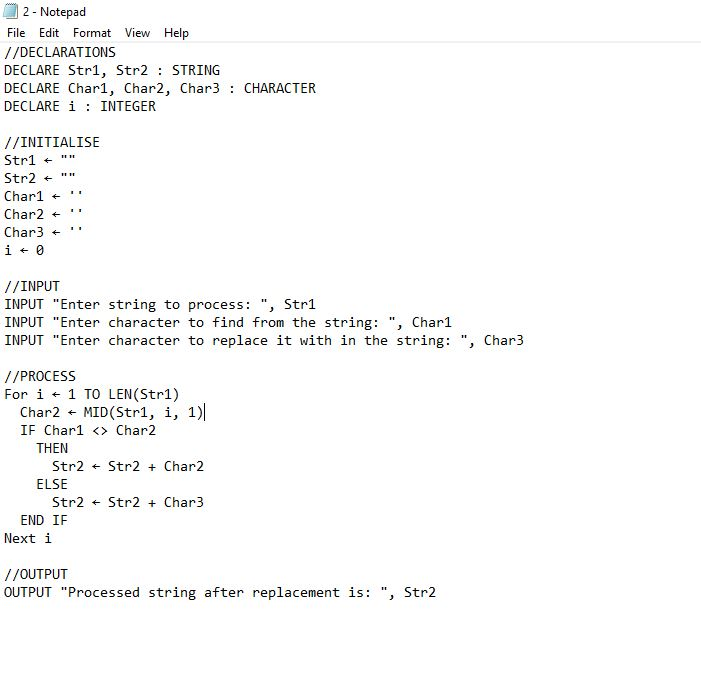 2 - Notepad
File Edit Format View Help
//DECLARATIONS
DECLARE Str1, Str2 : STRING
DECLARE Char1, Char2, Char3 : CHARACTER
DECLARE i : INTEGER

//INITIALISE
Str1 ← ""
Str2 ← ""
Char1 ← ''
Char2 ← ''
Char3 ← ''
i ← 0

//INPUT
INPUT "Enter string to process: ", Str1
INPUT "Enter character to find from the string: ", Char1
INPUT "Enter character to replace it with in the string: ", Char3

//PROCESS
For i ← 1 TO LEN(Str1)
  Char2 ← MID(Str1, i, 1)
  IF Char1 <> Char2
    THEN
      Str2 ← Str2 + Char2
    ELSE
      Str2 ← Str2 + Char3
  END IF
Next i

//OUTPUT
OUTPUT "Processed string after replacement is: ", Str2